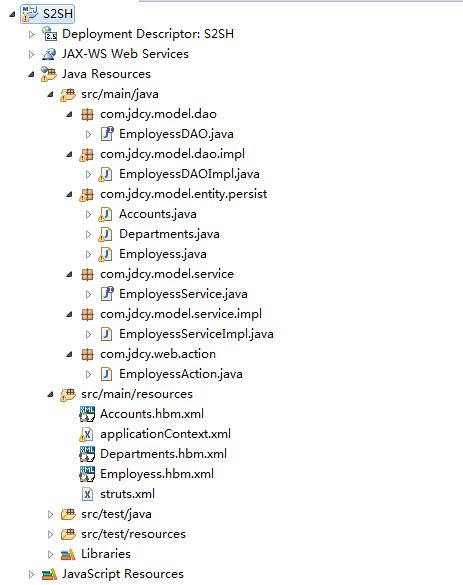 S2SH
Deployment Descriptor: S2SH
JAX-WS Web Services
Java Resources
src/main/java
com.jdcy.model.dao
EmployessDAO.java
com.jdcy.model.dao.impl
EmployessDAOImpl.java
com.jdcy.model.entity.persist
Accounts.java
Departments.java
Employess.java
com.jdcy.model.service
EmployessService.java
com.jdcy.model.service.impl
EmployessServiceImpl.java
com.jdcy.web.action
EmployessAction.java
src/main/resources
Accounts.hbm.xml
applicationContext.xml
Departments.hbm.xml
Employess.hbm.xml
struts.xml
src/test/java
src/test/resources
Libraries
JavaScript Resources